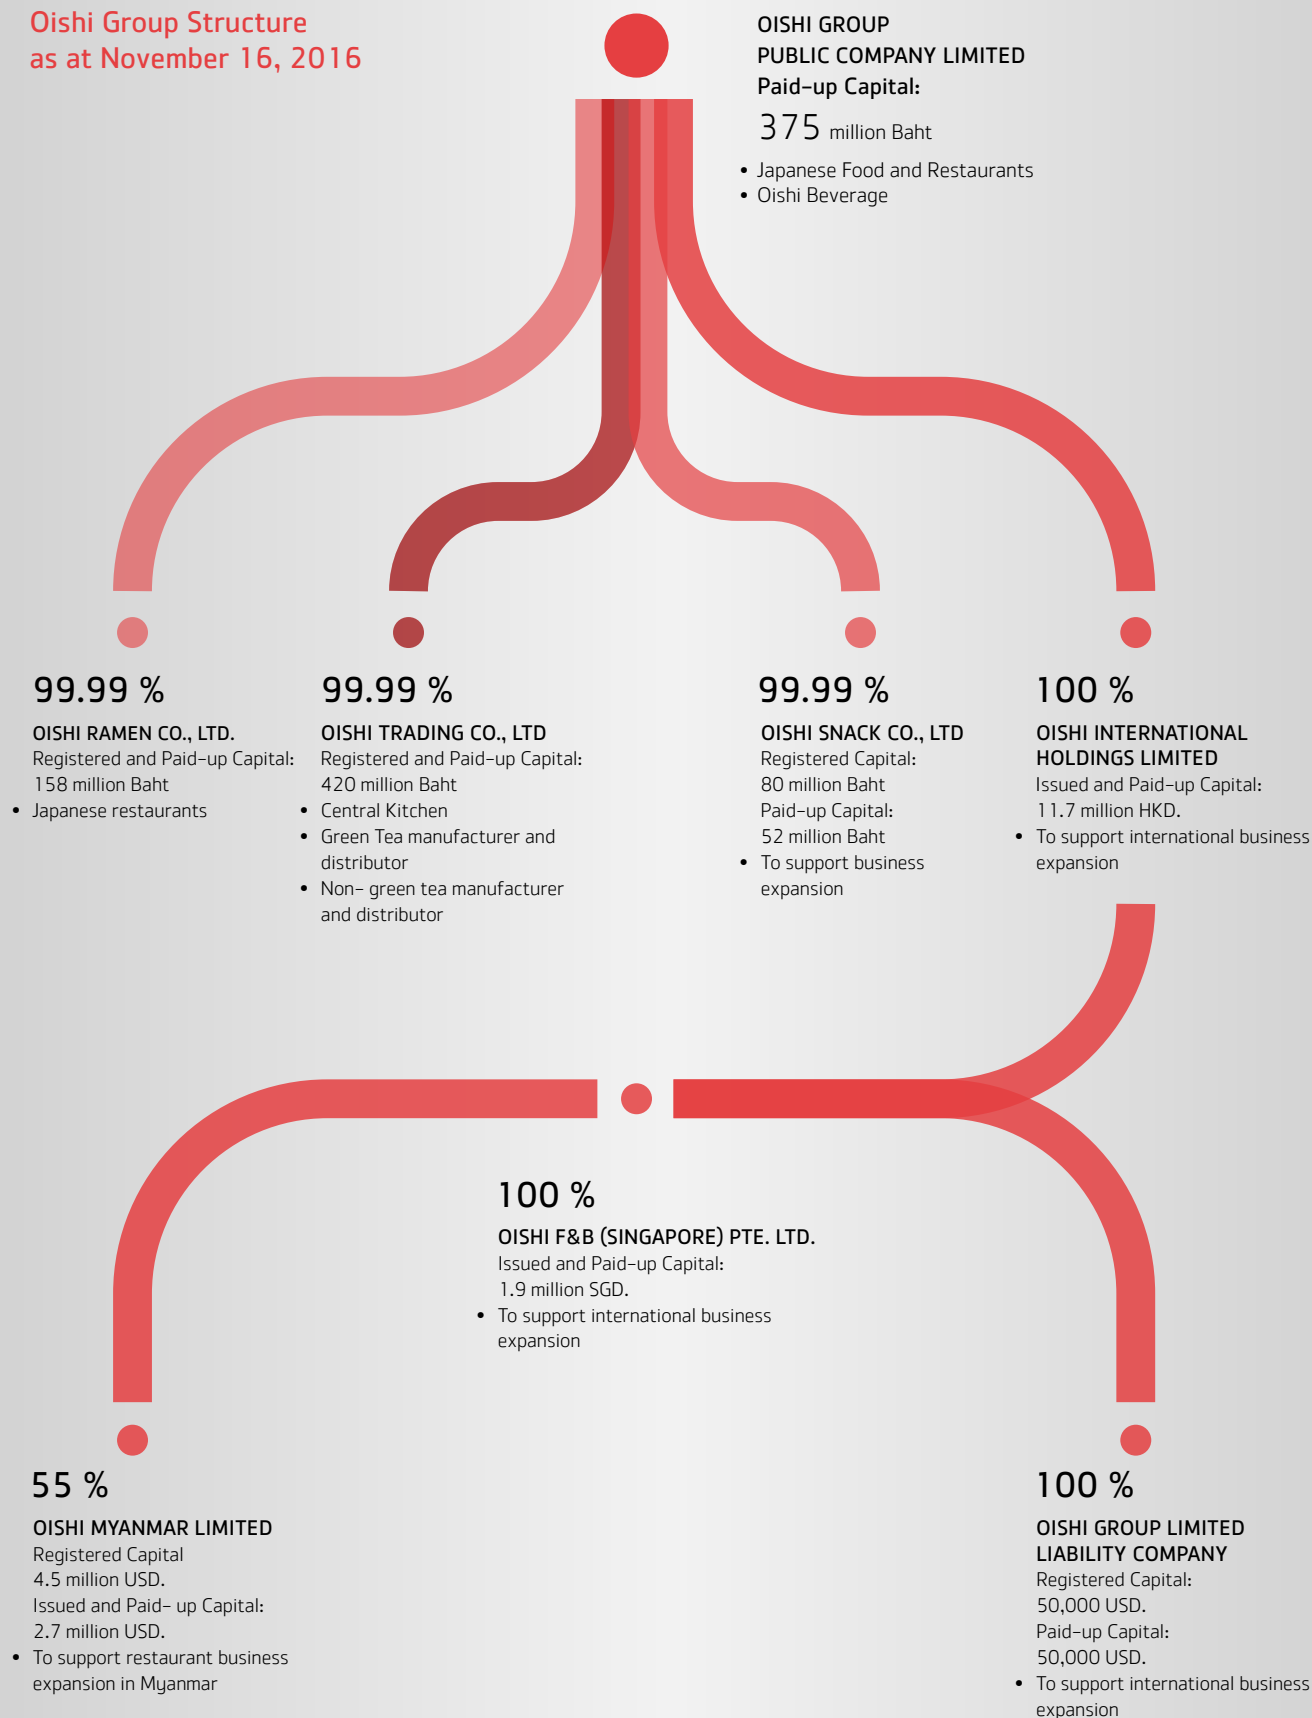 Oishi Group Structure
as at November 16, 2016
OISHI GROUP
PUBLIC COMPANY LIMITED
Paid-up Capital:
375 million Baht
• Japanese Food and Restaurants
• Oishi Beverage
99.99 %
OISHI RAMEN CO., LTD.
Registered and Paid-up Capital:
158 million Baht
• Japanese restaurants
99.99 %
OISHI TRADING CO., LTD
Registered and Paid-up Capital:
420 million Baht
• Central Kitchen
• Green Tea manufacturer and
distributor
• Non- green tea manufacturer
and distributor
99.99 %
OISHI SNACK CO., LTD
Registered Capital:
80 million Baht
Paid-up Capital:
52 million Baht
• To support business
expansion
100 %
OISHI INTERNATIONAL
HOLDINGS LIMITED
Issued and Paid-up Capital:
11.7 million HKD.
• To support international business
expansion
100 %
OISHI F&B (SINGAPORE) PTE. LTD.
Issued and Paid-up Capital:
1.9 million SGD.
• To support international business
expansion
55 %
OISHI MYANMAR LIMITED
Registered Capital
4.5 million USD.
Issued and Paid- up Capital:
2.7 million USD.
• To support restaurant business
expansion in Myanmar
100 %
OISHI GROUP LIMITED
LIABILITY COMPANY
Registered Capital:
50,000 USD.
Paid-up Capital:
50,000 USD.
• To support international business
expansion